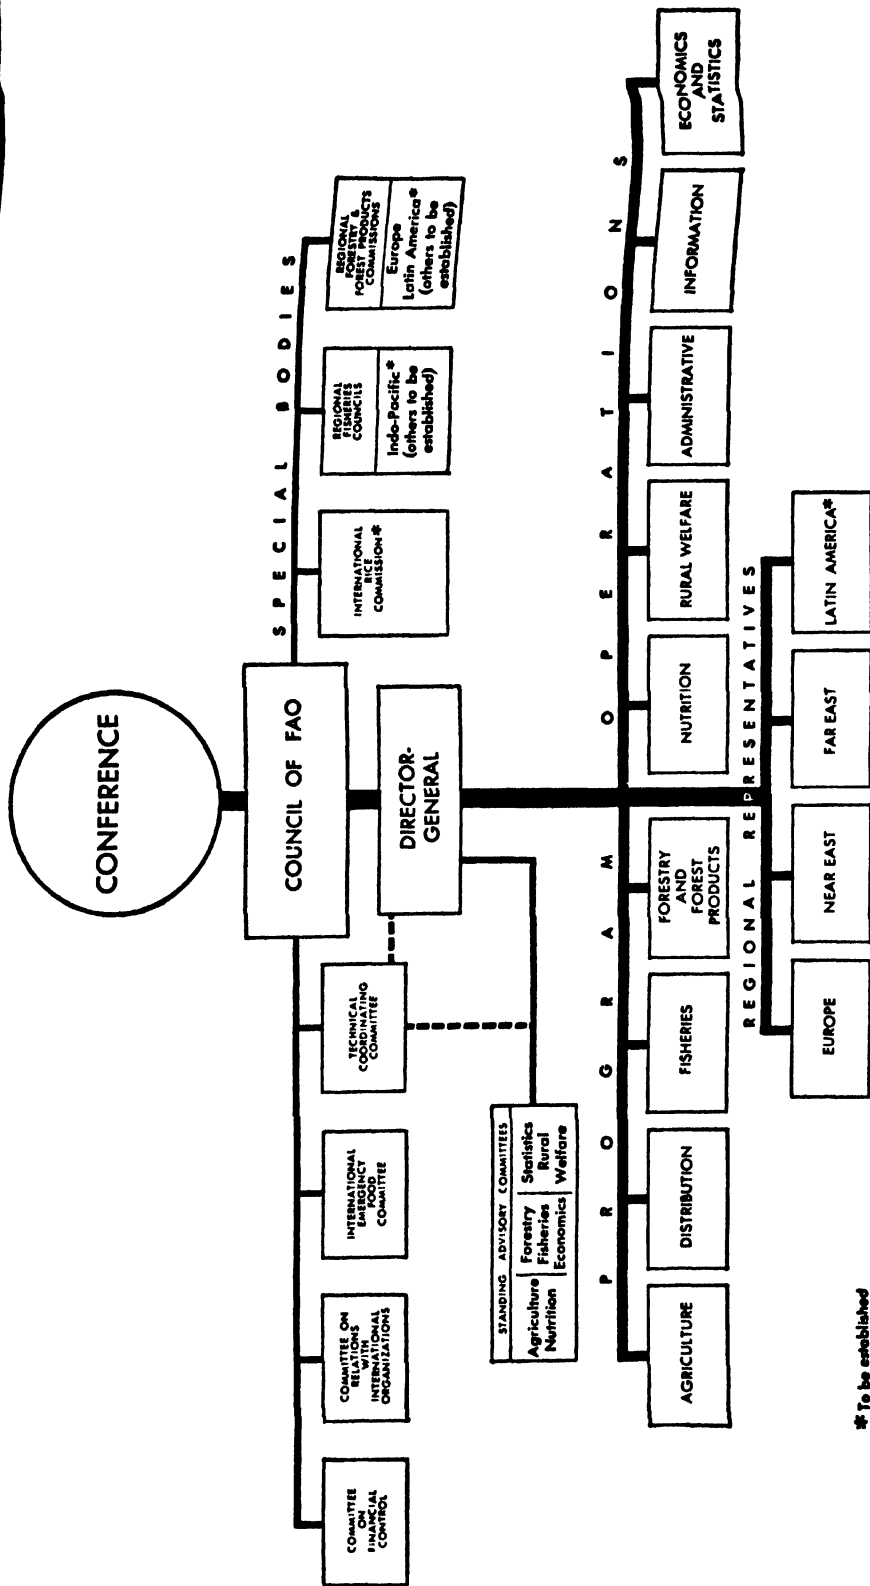 CONFERENCE
COUNCIL OF FAO
DIRECTOR-
GENERAL
SPECIAL BODIES
COMMITTEE
ON
FINANCIAL
CONTROL
COMMITTEE ON
RELATIONS
WITH
INTERNATIONAL
ORGANIZATIONS
INTERNATIONAL
EMERGENCY
FOOD
COMMITTEE
TECHNICAL
COORDINATING
COMMITTEE
INTERNATIONAL
RICE
COMMISSION*
REGIONAL
FISHERIES
COUNCILS
Indo-Pacific*
(others to be
established)
REGIONAL
FORESTRY &
FOREST PRODUCTS
COMMISSIONS
Europe
Latin America*
(others to be
established)
STANDING ADVISORY COMMITTEES
Agriculture
Nutrition
Forestry
Fisheries
Economics
Statistics
Rural
Welfare
PROGRAM OPERATIONS
AGRICULTURE
DISTRIBUTION
FISHERIES
FORESTRY
AND
FOREST
PRODUCTS
NUTRITION
RURAL WELFARE
ADMINISTRATIVE
INFORMATION
ECONOMICS
AND
STATISTICS
REGIONAL REPRESENTATIVES
EUROPE
NEAR EAST
FAR EAST
LATIN AMERICA*
* To be established